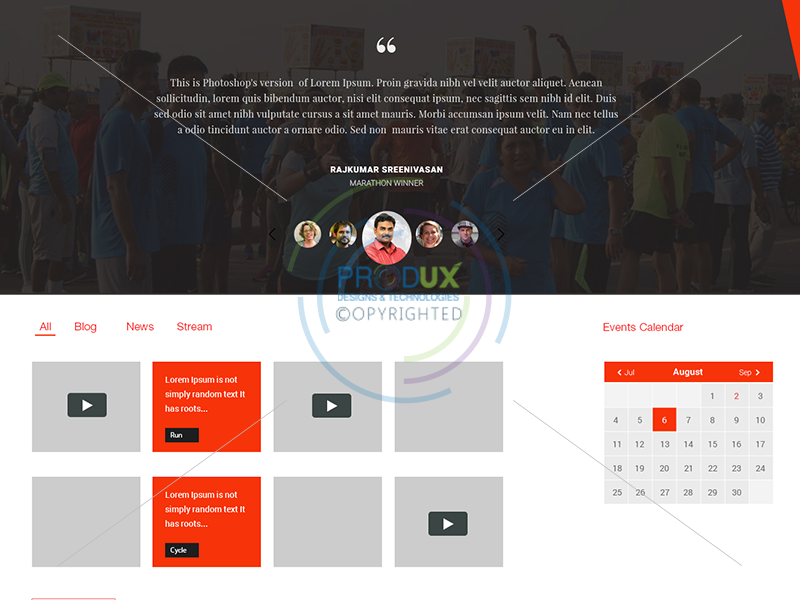 “
This is Photoshop's version of Lorem Ipsum. Proin gravida nibh vel velit auctor aliquet. Aenean
sollicitudin, lorem quis bibendum auctor, nisi elit consequat ipsum, nec sagittis sem nibh id elit. Duis
sed odio sit amet nibh vulputate cursus a sit amet mauris. Morbi accumsan ipsum velit. Nam nec tellus
a odio tincidunt auctor a ornare odio. Sed non mauris vitae erat consequat auctor eu in elit.
RAJKUMAR SREENIVASAN
MARATHON WINNER
PRODUX
DESIGNS & TECHNOLOGIES
©OPYRIGHTED
All Blog News Stream
Lorem Ipsum is not
simply random text It
has roots...
Run
Lorem Ipsum is not
simply random text It
has roots...
Cycle
Events Calendar
Jul August Sep
1 2 3
4 5 6 7 8 9 10
11 11 13 14 15 16 17
18 19 20 21 22 23 24
25 26 27 28 29 30